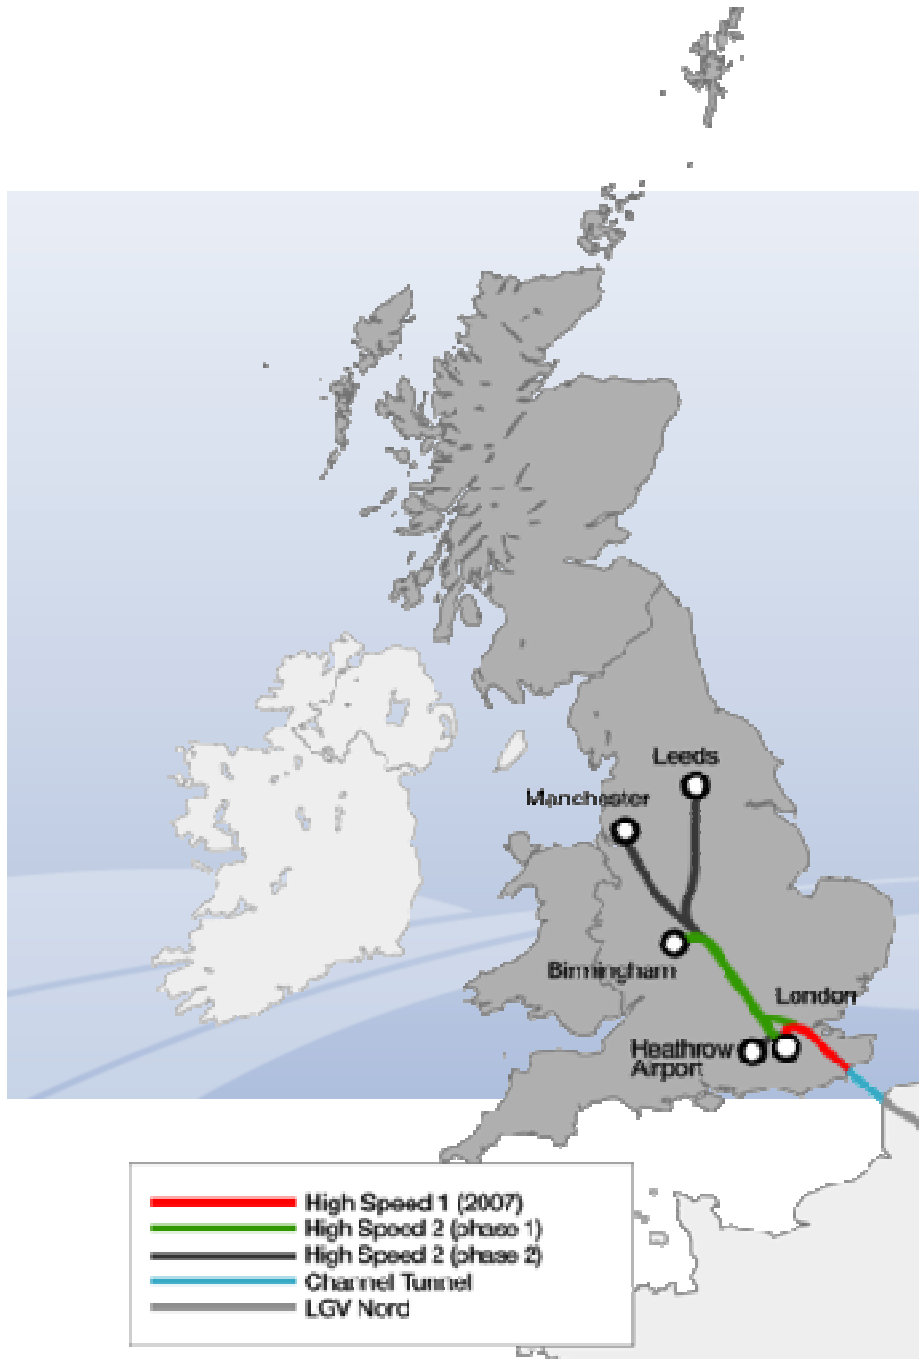 Leeds
Manchester
Birmingham
London
Heathrow
Airport
High Speed 1 (2007)
High Speed 2 (phase 1)
High Speed 2 (phase 2)
Channel Tunnel
LGV Nord